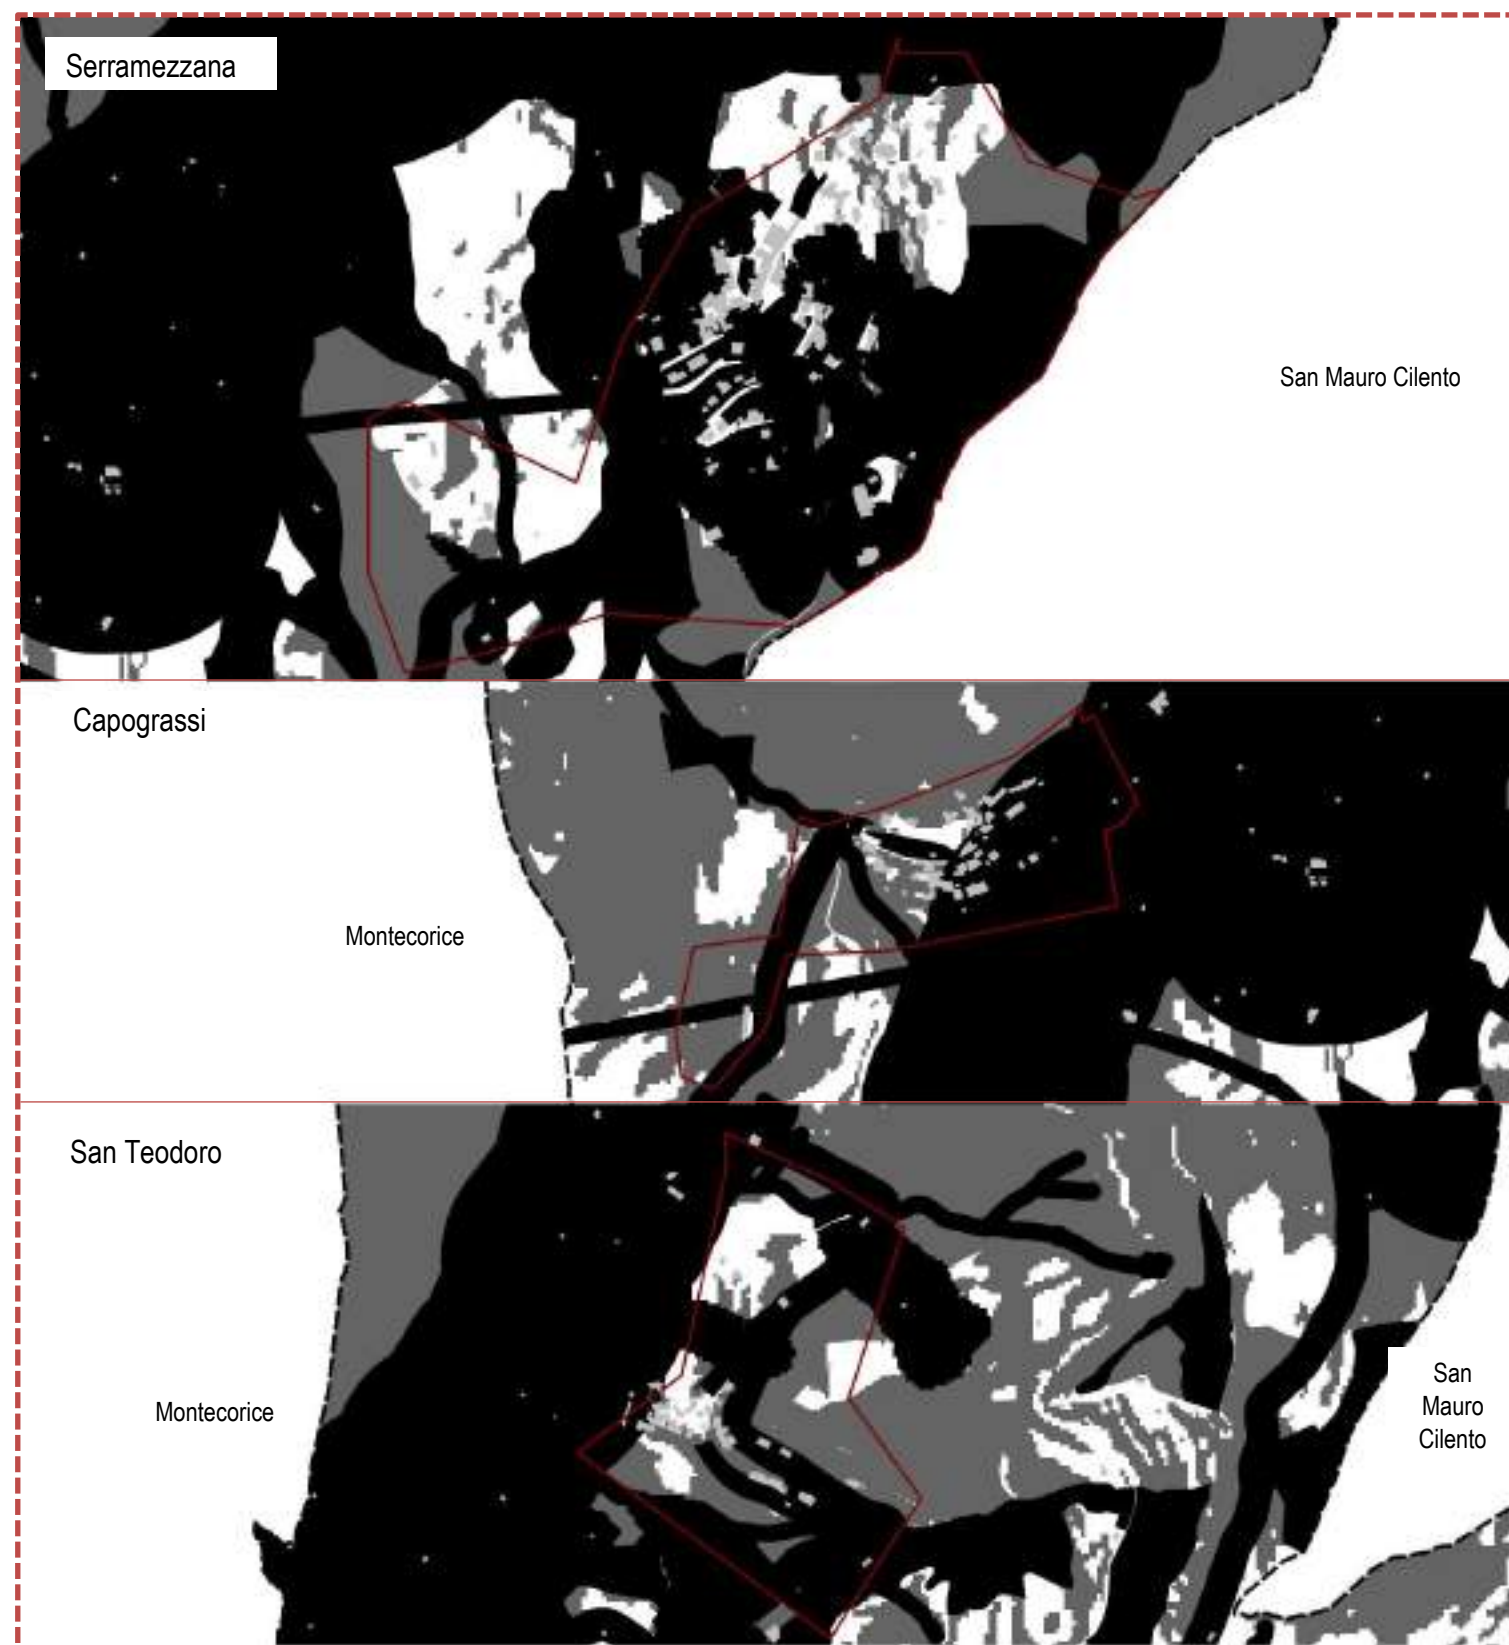 Serramezzana
San Mauro Cilento
Capograssi
Montecorice
San Teodoro
Montecorice
San
Mauro
Cilento